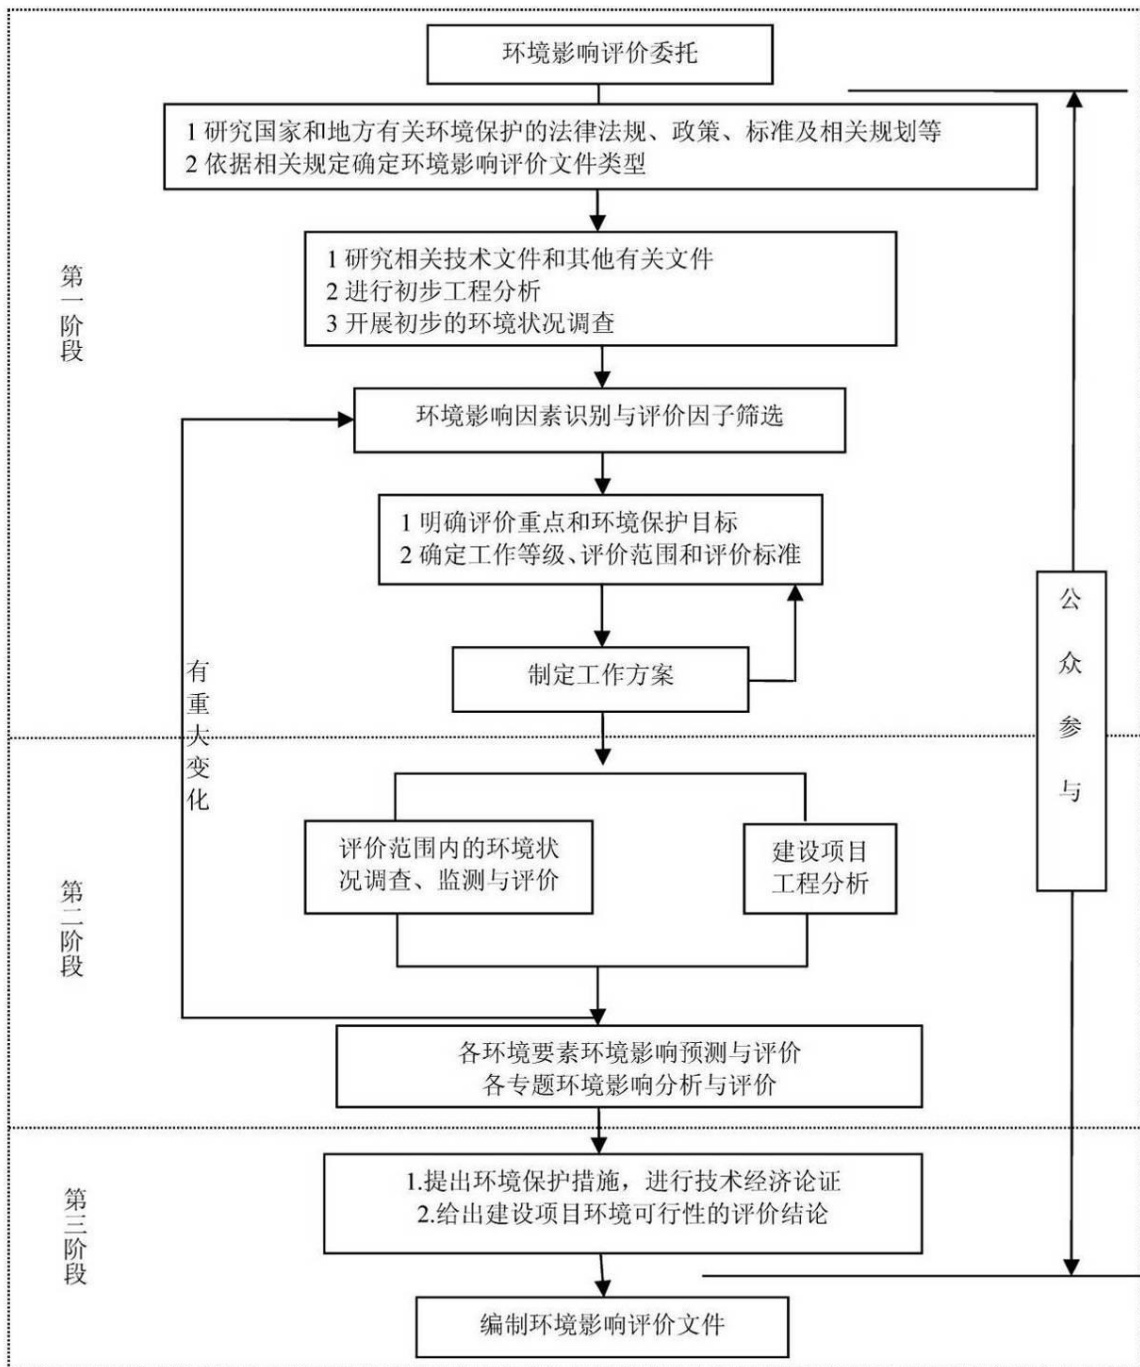 环境影响评价委托
1 研究国家和地方有关环境保护的法律法规、政策、标准及相关规划等
2 依据相关规定确定环境影响评价文件类型
1 研究相关技术文件和其他有关文件
2 进行初步工程分析
3 开展初步的环境状况调查
第一阶段
环境影响因素识别与评价因子筛选
1 明确评价重点和环境保护目标
2 确定工作等级、评价范围和评价标准
公众参与
制定工作方案
有重大变化
评价范围内的环境状
况调查、监测与评价
建设项目
工程分析
第二阶段
各环境要素环境影响预测与评价
各专题环境影响分析与评价
1.提出环境保护措施，进行技术经济论证
2.给出建设项目环境可行性的评价结论
第三阶段
编制环境影响评价文件